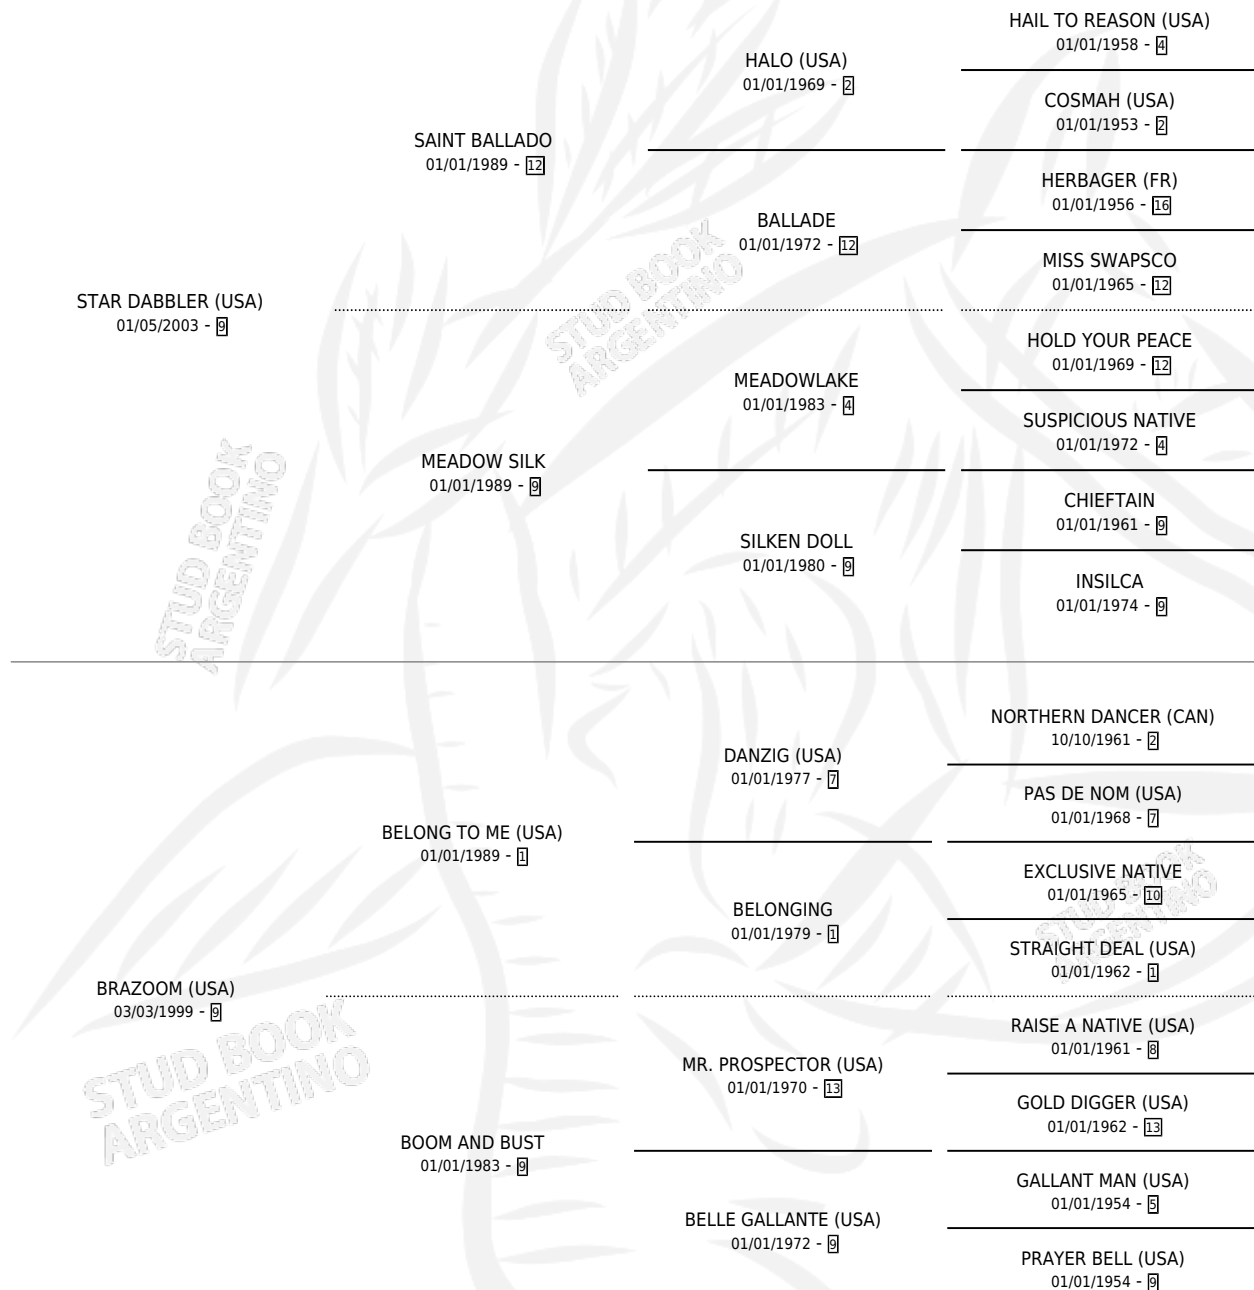 HAIL TO REASON (USA)
01/01/1958 - 4
HALO (USA)
01/01/1969 - 2
COSMAH (USA)
01/01/1953 - 2
SAINT BALLADO
01/01/1989 - 12
HERBAGER (FR)
01/01/1956 - 16
BALLADE
01/01/1972 - 12
MISS SWAPSCO
01/01/1965 - 12
STAR DABBLER (USA)
01/05/2003 - 9
STUD BOOK
ARGENTINO
HOLD YOUR PEACE
01/01/1969 - 12
MEADOWLAKE
01/01/1983 - 4
SUSPICIOUS NATIVE
01/01/1972 - 4
MEADOW SILK
01/01/1989 - 9
CHIEFTAIN
01/01/1961 - 9
SILKEN DOLL
01/01/1980 - 9
INSILCA
01/01/1974 - 9
STUD BOOK
ARGENTINO
NORTHERN DANCER (CAN)
10/10/1961 - 2
DANZIG (USA)
01/01/1977 - 7
PAS DE NOM (USA)
01/01/1968 - 7
BELONG TO ME (USA)
01/01/1989 - 1
EXCLUSIVE NATIVE
01/01/1965 - 10
BELONGING
01/01/1979 - 1
STUD BOOK
ARGENTINO
STRAIGHT DEAL (USA)
01/01/1962 - 1
BRAZOOM (USA)
03/03/1999 - 9
STUD BOOK
ARGENTINO
RAISE A NATIVE (USA)
01/01/1961 - 8
MR. PROSPECTOR (USA)
01/01/1970 - 13
GOLD DIGGER (USA)
01/01/1962 - 13
BOOM AND BUST
01/01/1983 - 9
GALLANT MAN (USA)
01/01/1954 - 5
BELLE GALLANTE (USA)
01/01/1972 - 9
PRAYER BELL (USA)
01/01/1954 - 9